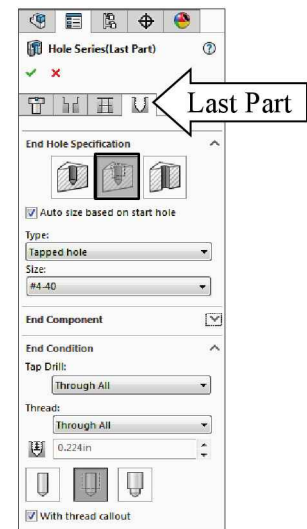 Hole Series(Last Part)
Last Part
End Hole Specification
Auto size based on start hole
Type:
Tapped hole
Size:
#4-40
End Component
End Condition
Tap Drill:
Through All
Thread:
Through All
0.224in
With thread callout